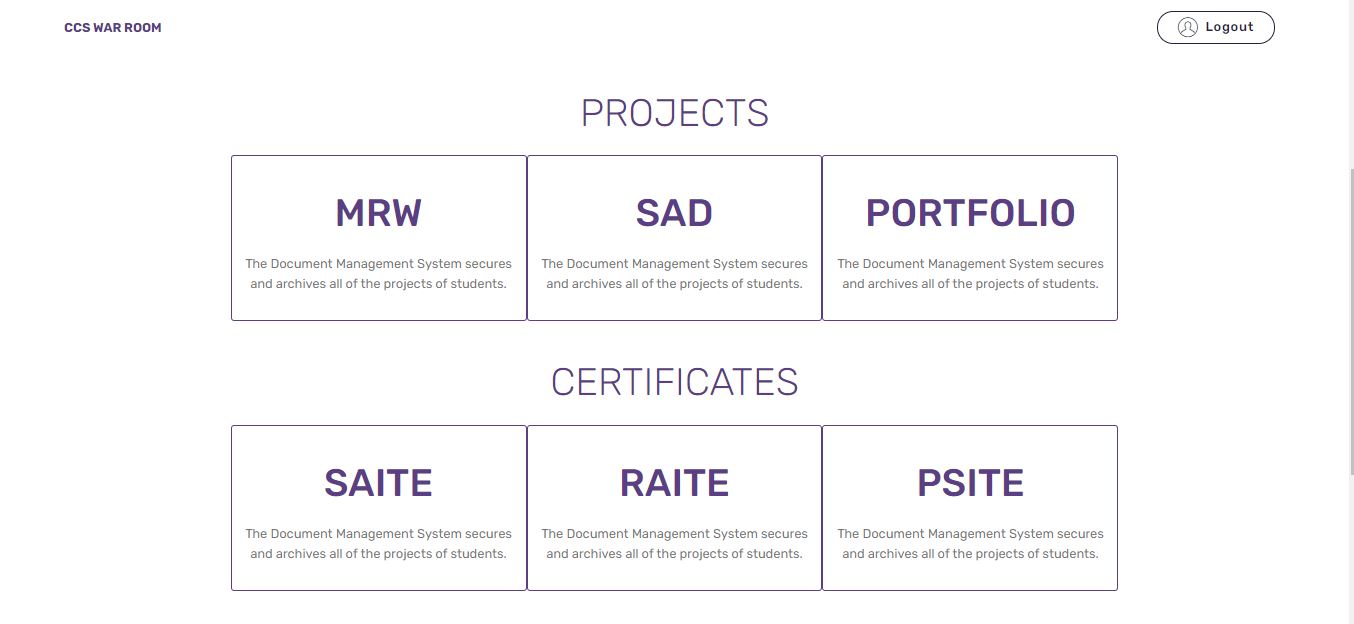 CCS WAR ROOM
Logout
PROJECTS
MRW
The Document Management System secures
and archives all of the projects of students.
SAD
The Document Management System secures
and archives all of the projects of students.
PORTFOLIO
The Document Management System secures
and archives all of the projects of students.
CERTIFICATES
SAITE
The Document Management System secures
and archives all of the projects of students.
RAITE
The Document Management System secures
and archives all of the projects of students.
PSITE
The Document Management System secures
and archives all of the projects of students.